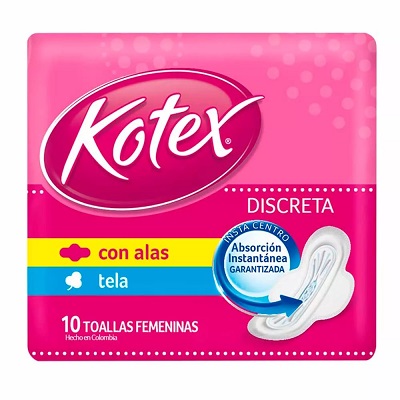 Kotex®
DISCRETA
con alas
tela
INSTA CENTRO
Absorción
Instantánea
GARANTIZADA
10 TOALLAS FEMENINAS
Hecho en Colombia